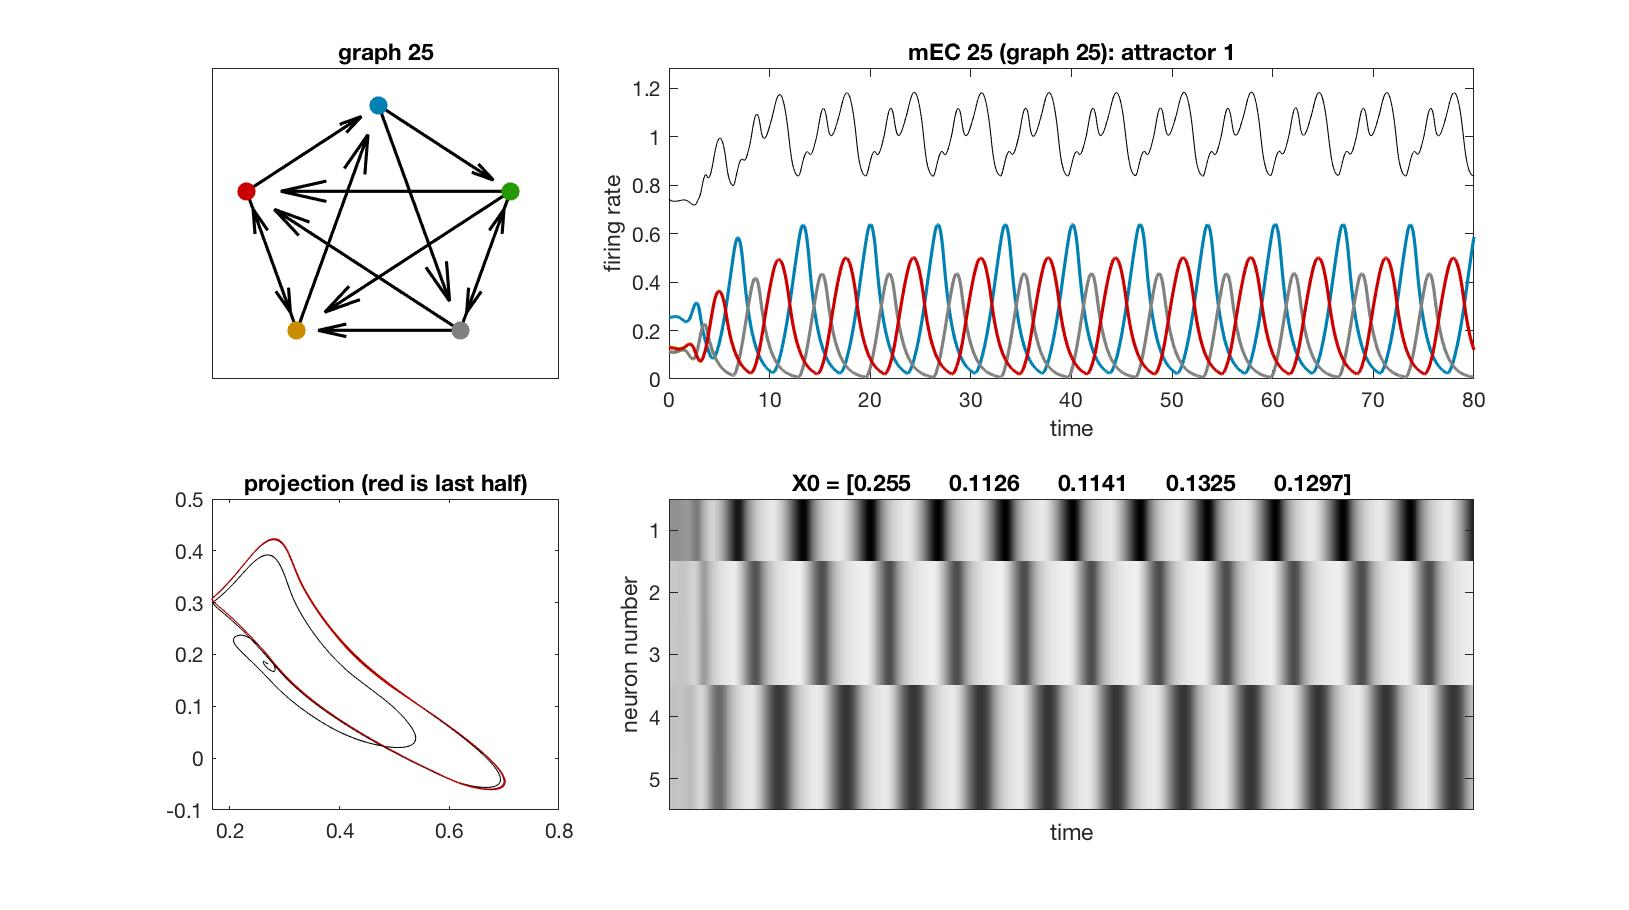 graph 25
mEC 25 (graph 25): attractor 1
1.2
1
0.8
0.6
0.4
0.2
0
firing rate
0 10 20 30 40 50 60 70 80
time
projection (red is last half)
0.5
0.4
0.3
0.2
0.1
0
-0.1
0.2 0.4 0.6 0.8
X0 = [0.255 0.1126 0.1141 0.1325 0.1297]
1
2
3
4
5
neuron number
time